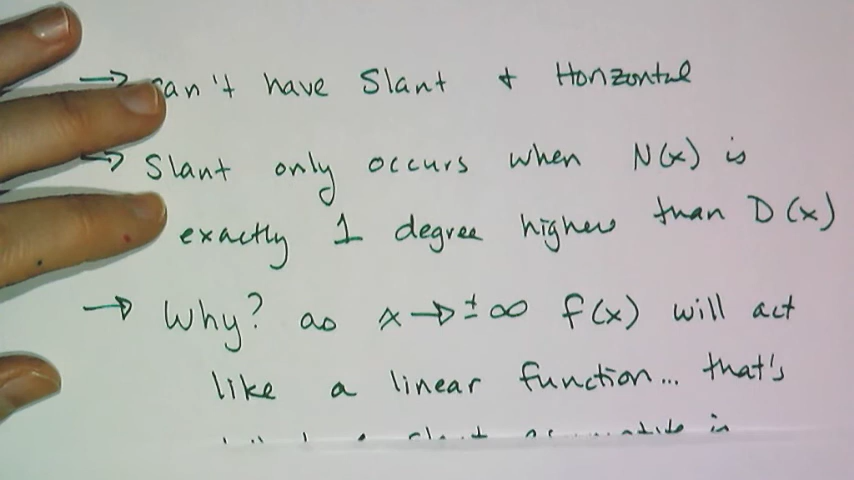 → can't have Slant + Horizontal
→ Slant only occurs when N(x) is
exactly 1 degree higher than D(x)
→ Why? as x→±∞ f(x) will act
like a linear function... that's